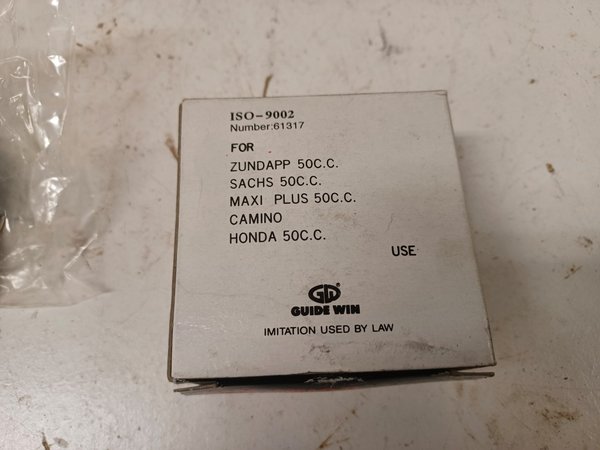 ISO-9002
Number:61317
FOR
ZUNDAPP 50C.C.
SACHS 50C.C.
MAXI PLUS 50C.C.
CAMINO
HONDA 50C.C.
USE
GW
GUIDE WIN
IMITATION USED BY LAW